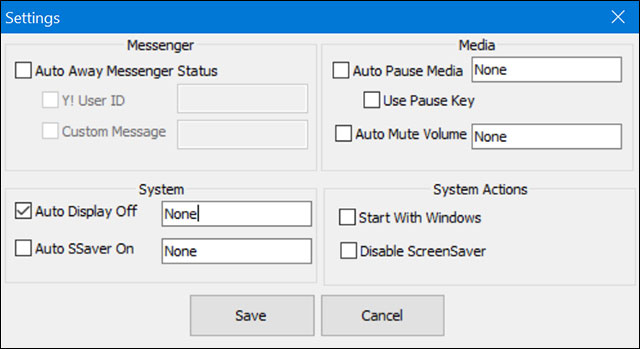 Settings
Messenger
Auto Away Messenger Status
Y! User ID
Custom Message
Media
Auto Pause Media None
Use Pause Key
Auto Mute Volume None
System
Auto Display Off None
Auto SSaver On None
System Actions
Start With Windows
Disable ScreenSaver
Save Cancel